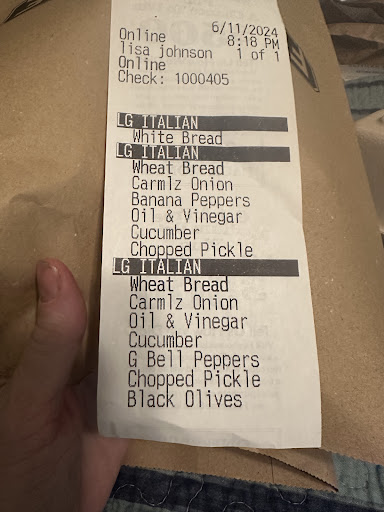 6/11/2024
Online 8:18 PM
lisa johnson 1 of 1
Online
Check: 1000405
LG ITALIAN
White Bread
LG ITALIAN
Wheat Bread
Carmlz Onion
Banana Peppers
Oil & Vinegar
Cucumber
Chopped Pickle
LG ITALIAN
Wheat Bread
Carmlz Onion
Oil & Vinegar
Cucumber
G Bell Peppers
Chopped Pickle
Black Olives